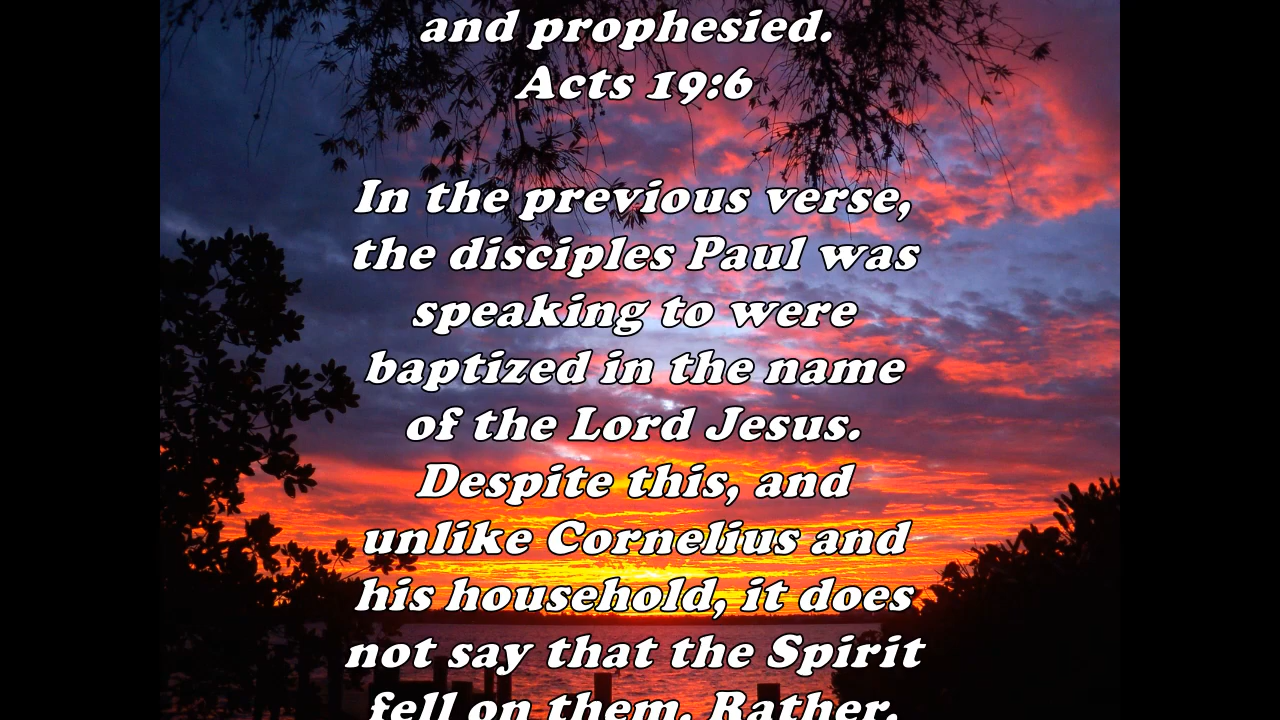 and prophesied.
Acts 19:6
In the previous verse,
the disciples Paul was
speaking to were
baptized in the name
of the Lord Jesus.
Despite this, and
unlike Cornelius and
his household, it does
not say that the Spirit
fell on them. Rather,